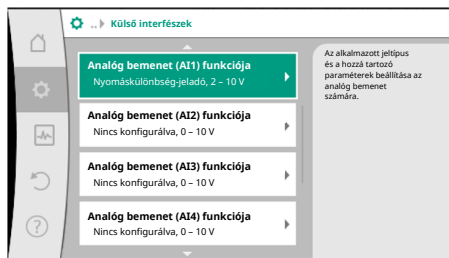 ..
Külső interfészek
Analóg bemenet (AI1) funkciója
Nyomáskülönbség-jeladó, 2 – 10 V
Analóg bemenet (AI2) funkciója
Nincs konfigurálva, 0 – 10 V
Analóg bemenet (AI3) funkciója
Nincs konfigurálva, 0 – 10 V
Analóg bemenet (AI4) funkciója
Nincs konfigurálva, 0 – 10 V
Az alkalmazott jeltípus
és a hozzá tartozó
paraméterek beállítása az
analóg bemenet
számára.